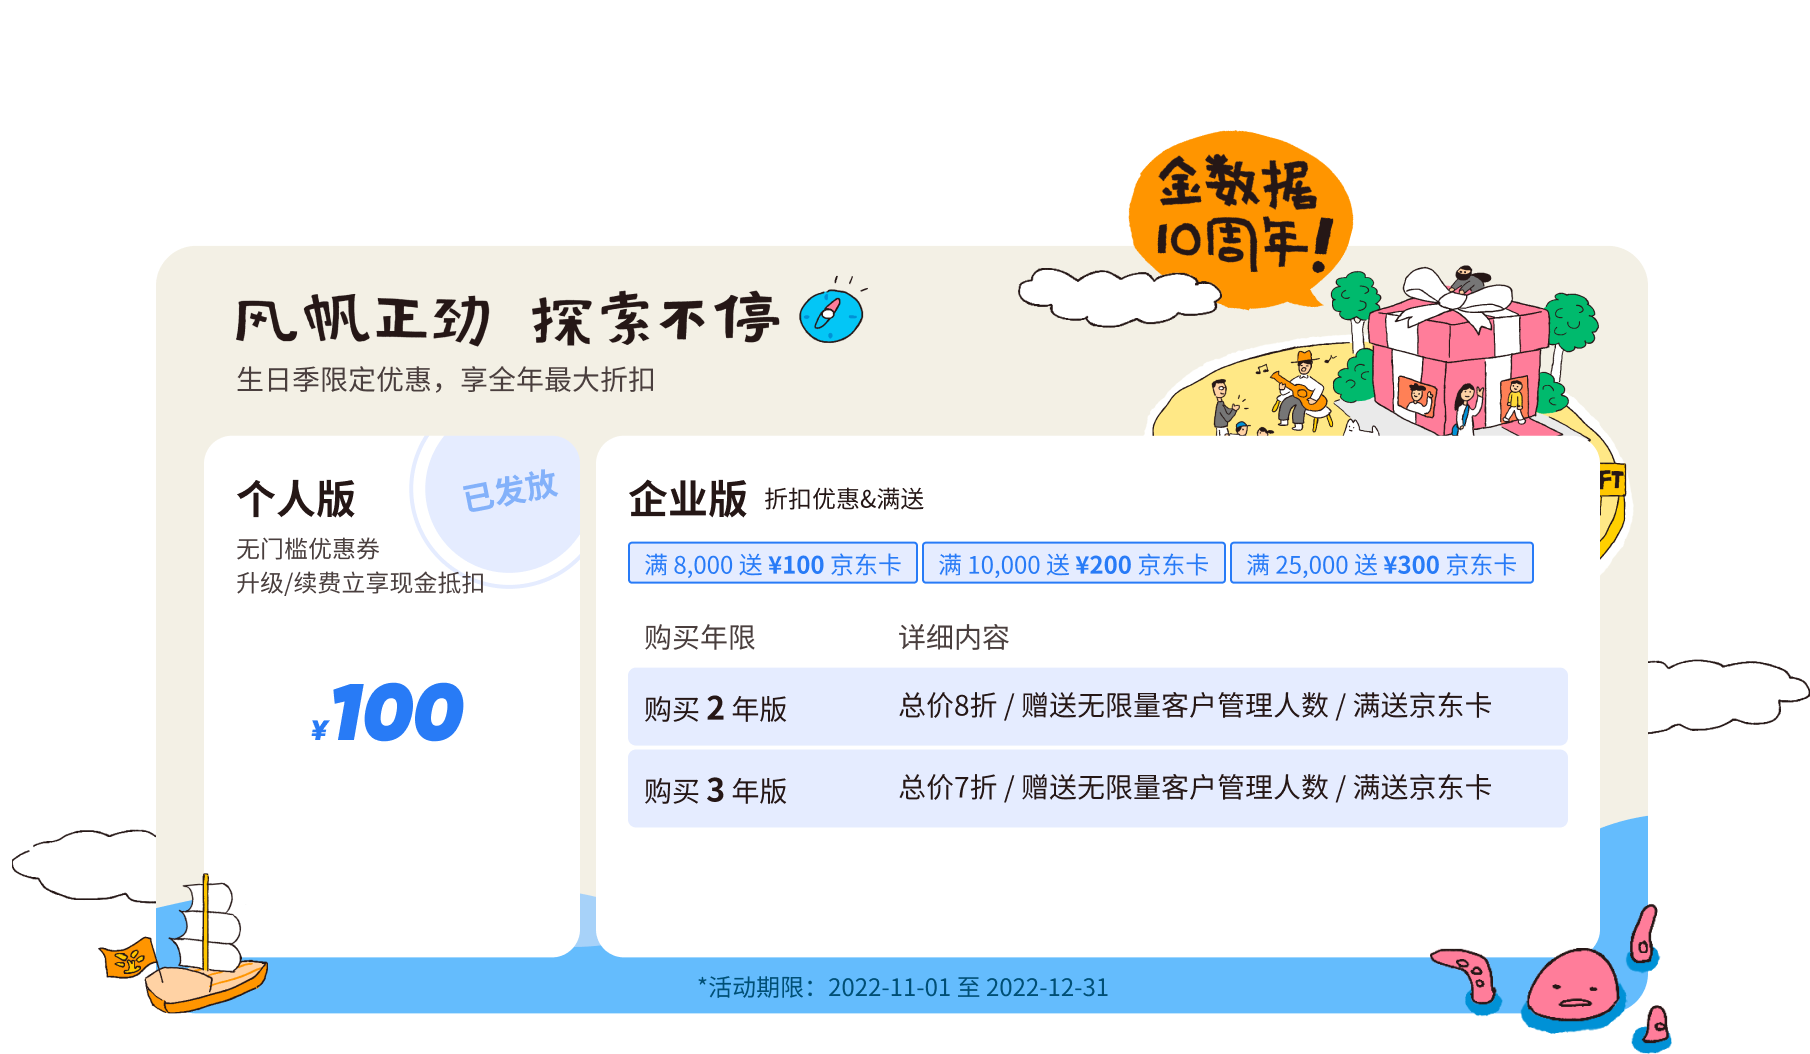 金数据
10周年!
风帆正劲 探索不停
生日季限定优惠，享全年最大折扣
个人版
已发放
无门槛优惠券
升级/续费立享现金抵扣
¥100
企业版 折扣优惠&满送
满 8,000 送 ¥100 京东卡
满 10,000 送 ¥200 京东卡
满 25,000 送 ¥300 京东卡
购买年限 详细内容
购买 2 年版 总价8折 / 赠送无限量客户管理人数 / 满送京东卡
购买 3 年版 总价7折 / 赠送无限量客户管理人数 / 满送京东卡
FT
*活动期限：2022-11-01 至 2022-12-31